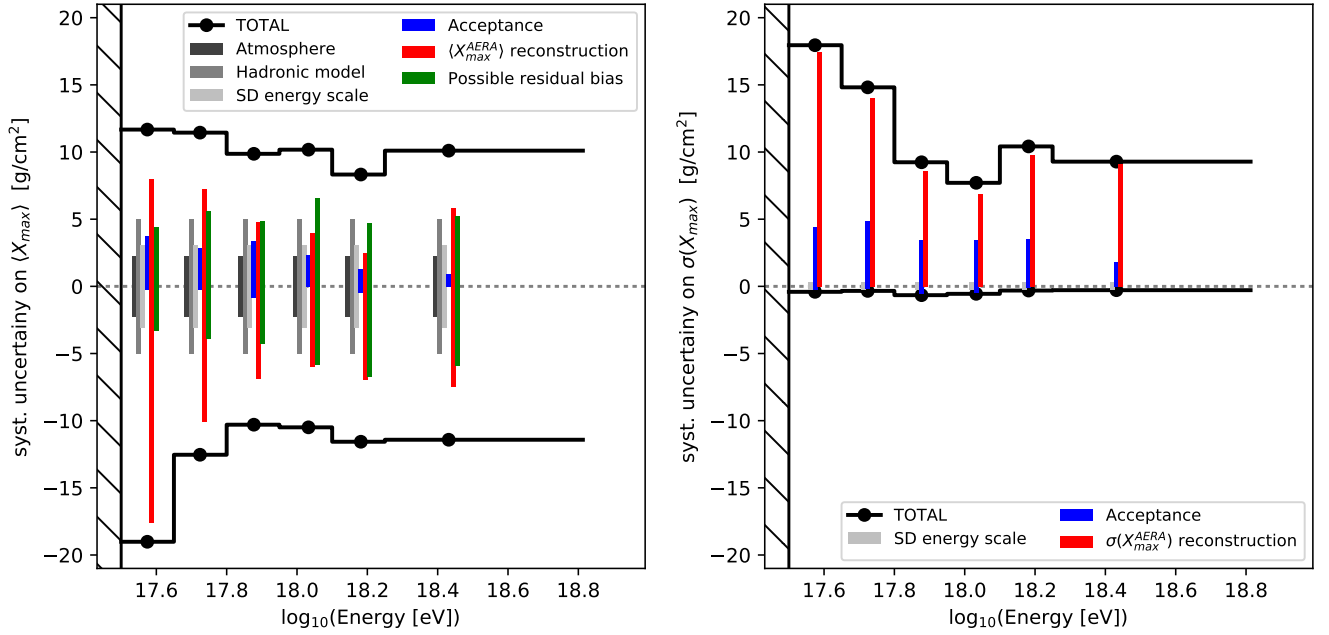 syst. uncertainy on ⟨X_max⟩ [g/cm²]
20
15
10
5
0
−5
−10
−15
−20
TOTAL
Atmosphere
Hadronic model
SD energy scale
Acceptance
⟨X_max^AERA⟩ reconstruction
Possible residual bias
17.6 17.8 18.0 18.2 18.4 18.6 18.8
log₁₀(Energy [eV])
syst. uncertainy on σ(X_max) [g/cm²]
20
15
10
5
0
−5
−10
−15
−20
TOTAL
SD energy scale
Acceptance
σ(X_max^AERA) reconstruction
17.6 17.8 18.0 18.2 18.4 18.6 18.8
log₁₀(Energy [eV])